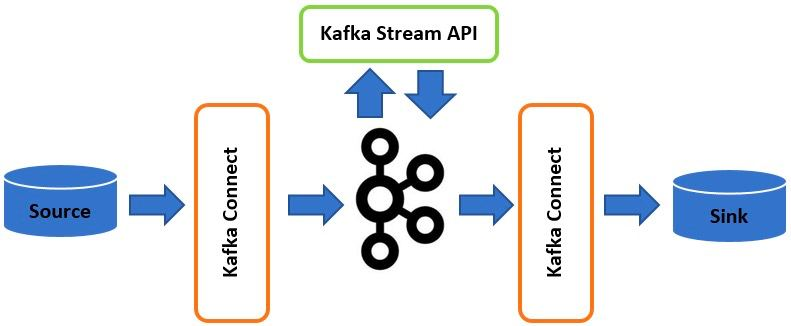 Kafka Stream API
Source
Kafka Connect
Kafka Connect
Sink